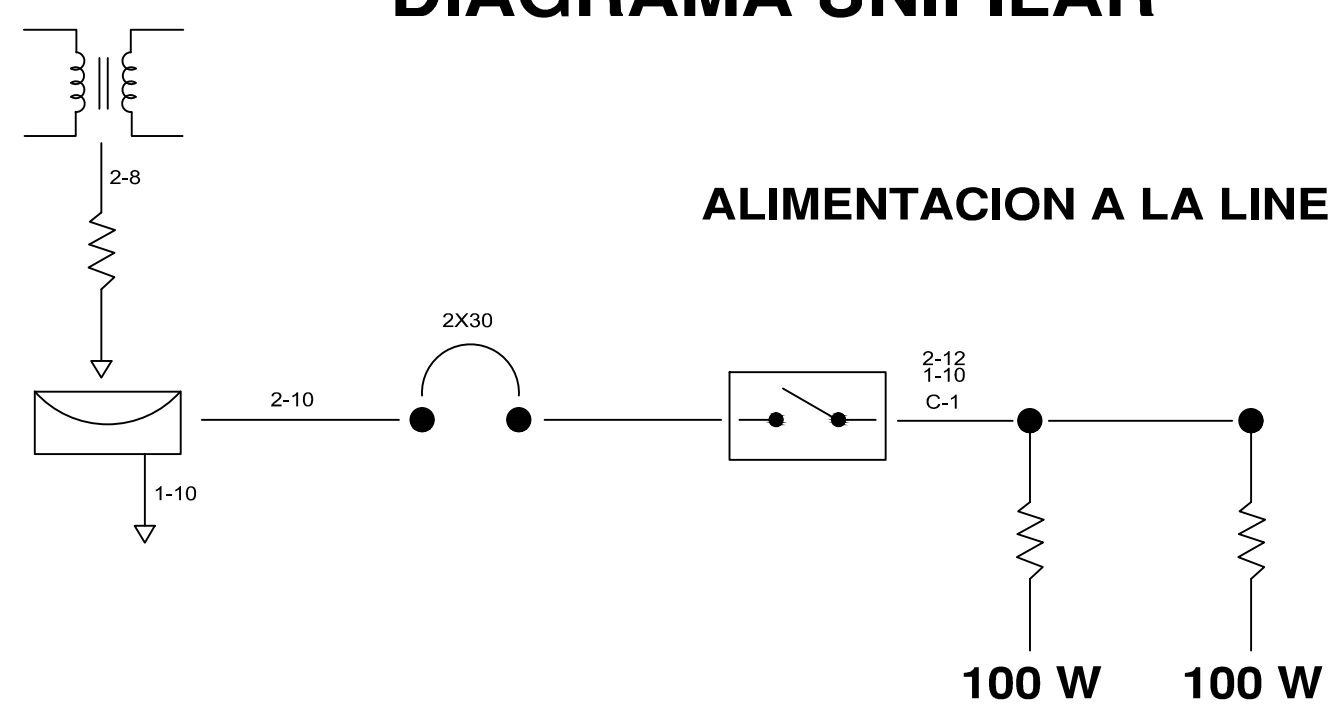 DIAGRAMA UNIFILAR
2-8
ALIMENTACION A LA LINE
2X30
2-12
1-10
C-1
2-10
1-10
100 W 100 W